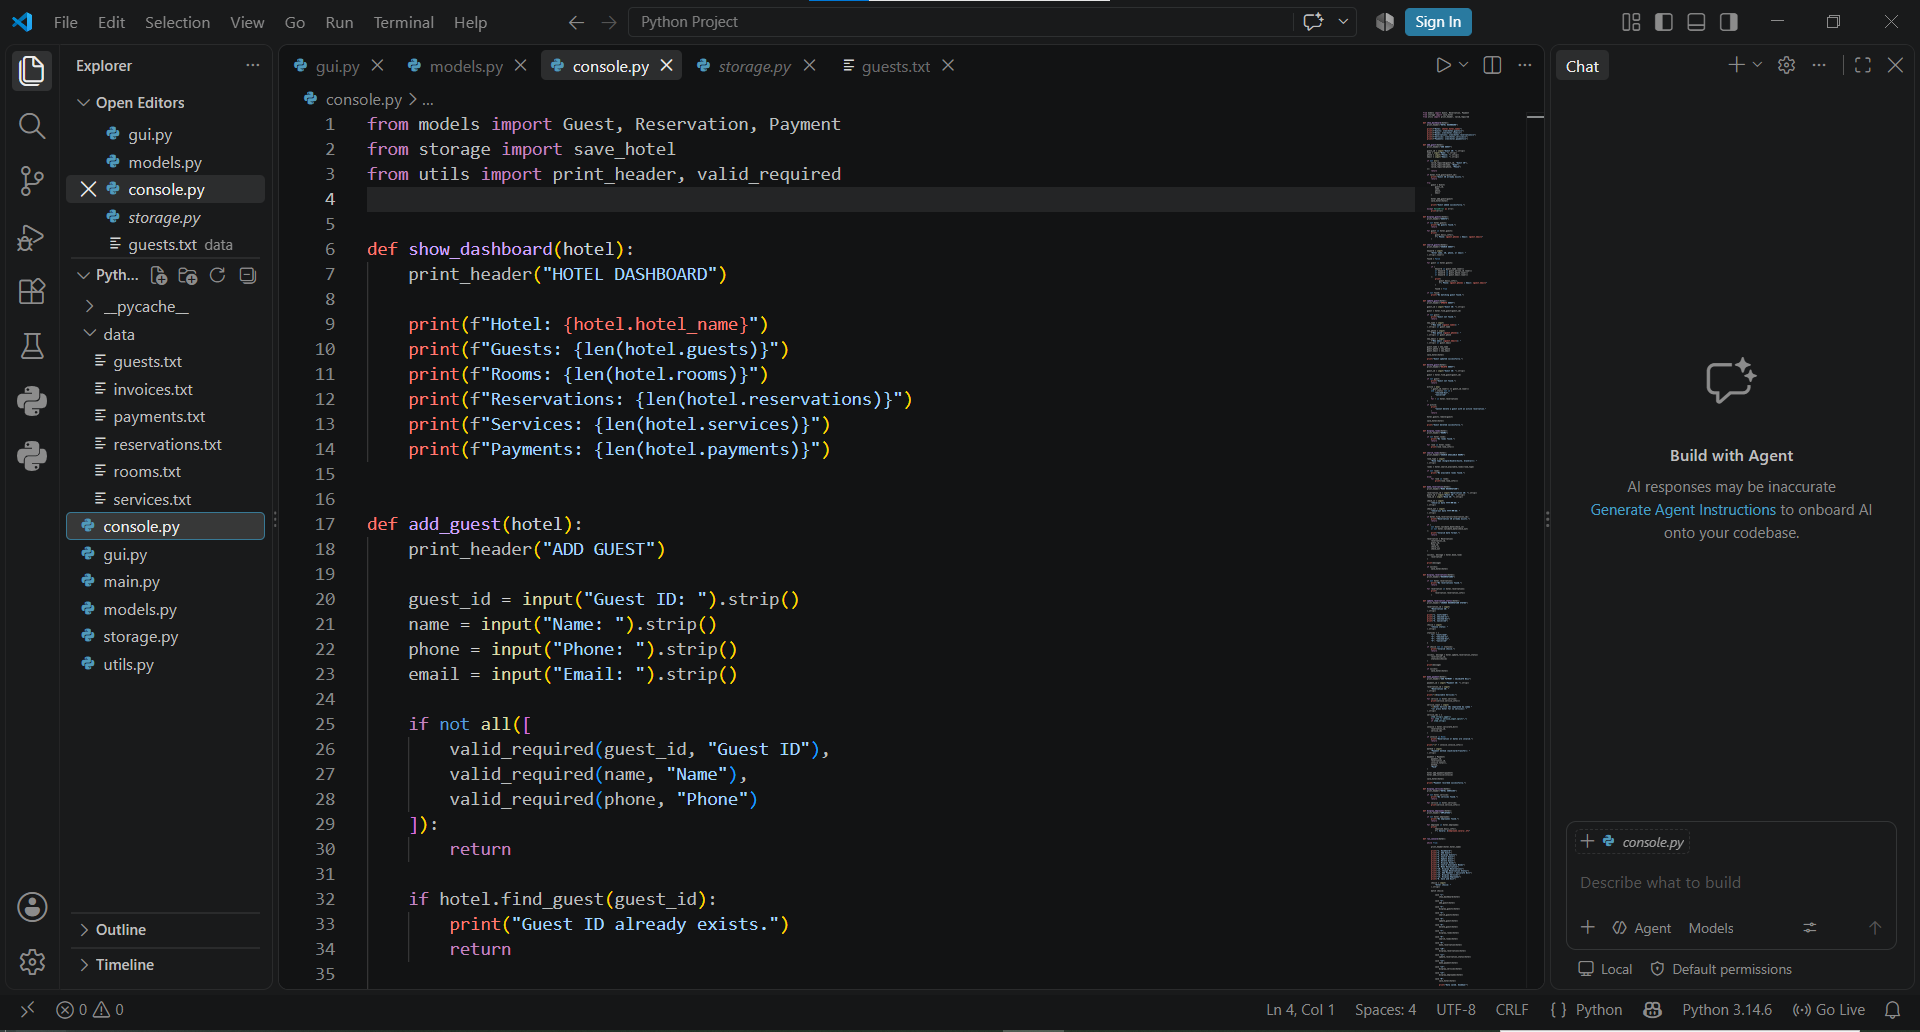 File Edit Selection View Go Run Terminal Help
Python Project
Sign In
Explorer
Open Editors
gui.py
models.py
console.py
storage.py
guests.txt data
Pyth...
__pycache__
data
guests.txt
invoices.txt
payments.txt
reservations.txt
rooms.txt
services.txt
console.py
gui.py
main.py
models.py
storage.py
utils.py
Outline
Timeline
gui.py models.py console.py storage.py guests.txt
console.py > ...
1 from models import Guest, Reservation, Payment
2 from storage import save_hotel
3 from utils import print_header, valid_required
4
5
6 def show_dashboard(hotel):
7     print_header("HOTEL DASHBOARD")
8
9     print(f"Hotel: {hotel.hotel_name}")
10     print(f"Guests: {len(hotel.guests)}")
11     print(f"Rooms: {len(hotel.rooms)}")
12     print(f"Reservations: {len(hotel.reservations)}")
13     print(f"Services: {len(hotel.services)}")
14     print(f"Payments: {len(hotel.payments)}")
15
16
17 def add_guest(hotel):
18     print_header("ADD GUEST")
19
20     guest_id = input("Guest ID: ").strip()
21     name = input("Name: ").strip()
22     phone = input("Phone: ").strip()
23     email = input("Email: ").strip()
24
25     if not all([
26         valid_required(guest_id, "Guest ID"),
27         valid_required(name, "Name"),
28         valid_required(phone, "Phone")
29     ]):
30         return
31
32     if hotel.find_guest(guest_id):
33         print("Guest ID already exists.")
34         return
35
Chat
Build with Agent
AI responses may be inaccurate
Generate Agent Instructions to onboard AI
onto your codebase.
console.py
Describe what to build
Agent Models
Local Default permissions
0 0
Ln 4, Col 1 Spaces: 4 UTF-8 CRLF { } Python Python 3.14.6 Go Live